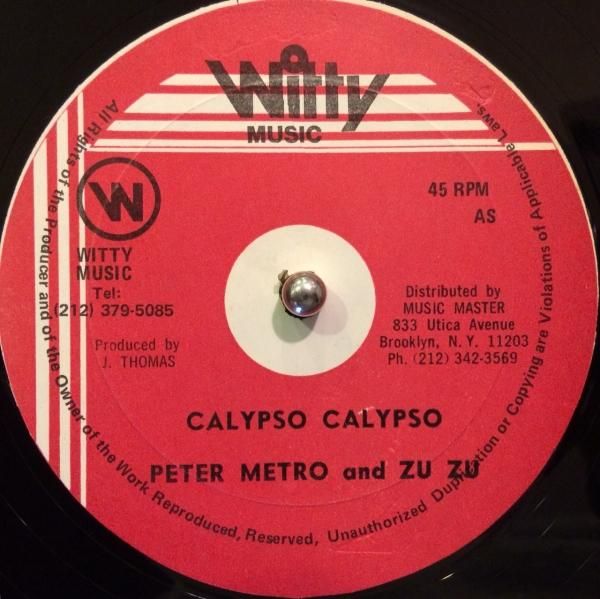 Witty
MUSIC
W
WITTY
MUSIC
Tel:
(212) 379-5085
Produced by
J. THOMAS
45 RPM
AS
Distributed by
MUSIC MASTER
833 Utica Avenue
Brooklyn, N. Y. 11203
Ph. (212) 342-3569
CALYPSO CALYPSO
PETER METRO and ZU ZU
All Rights of the Producer and of the Owner of the Work Reproduced, Reserved, Unauthorized Duplication or Copying are Violations of Applicable Laws.